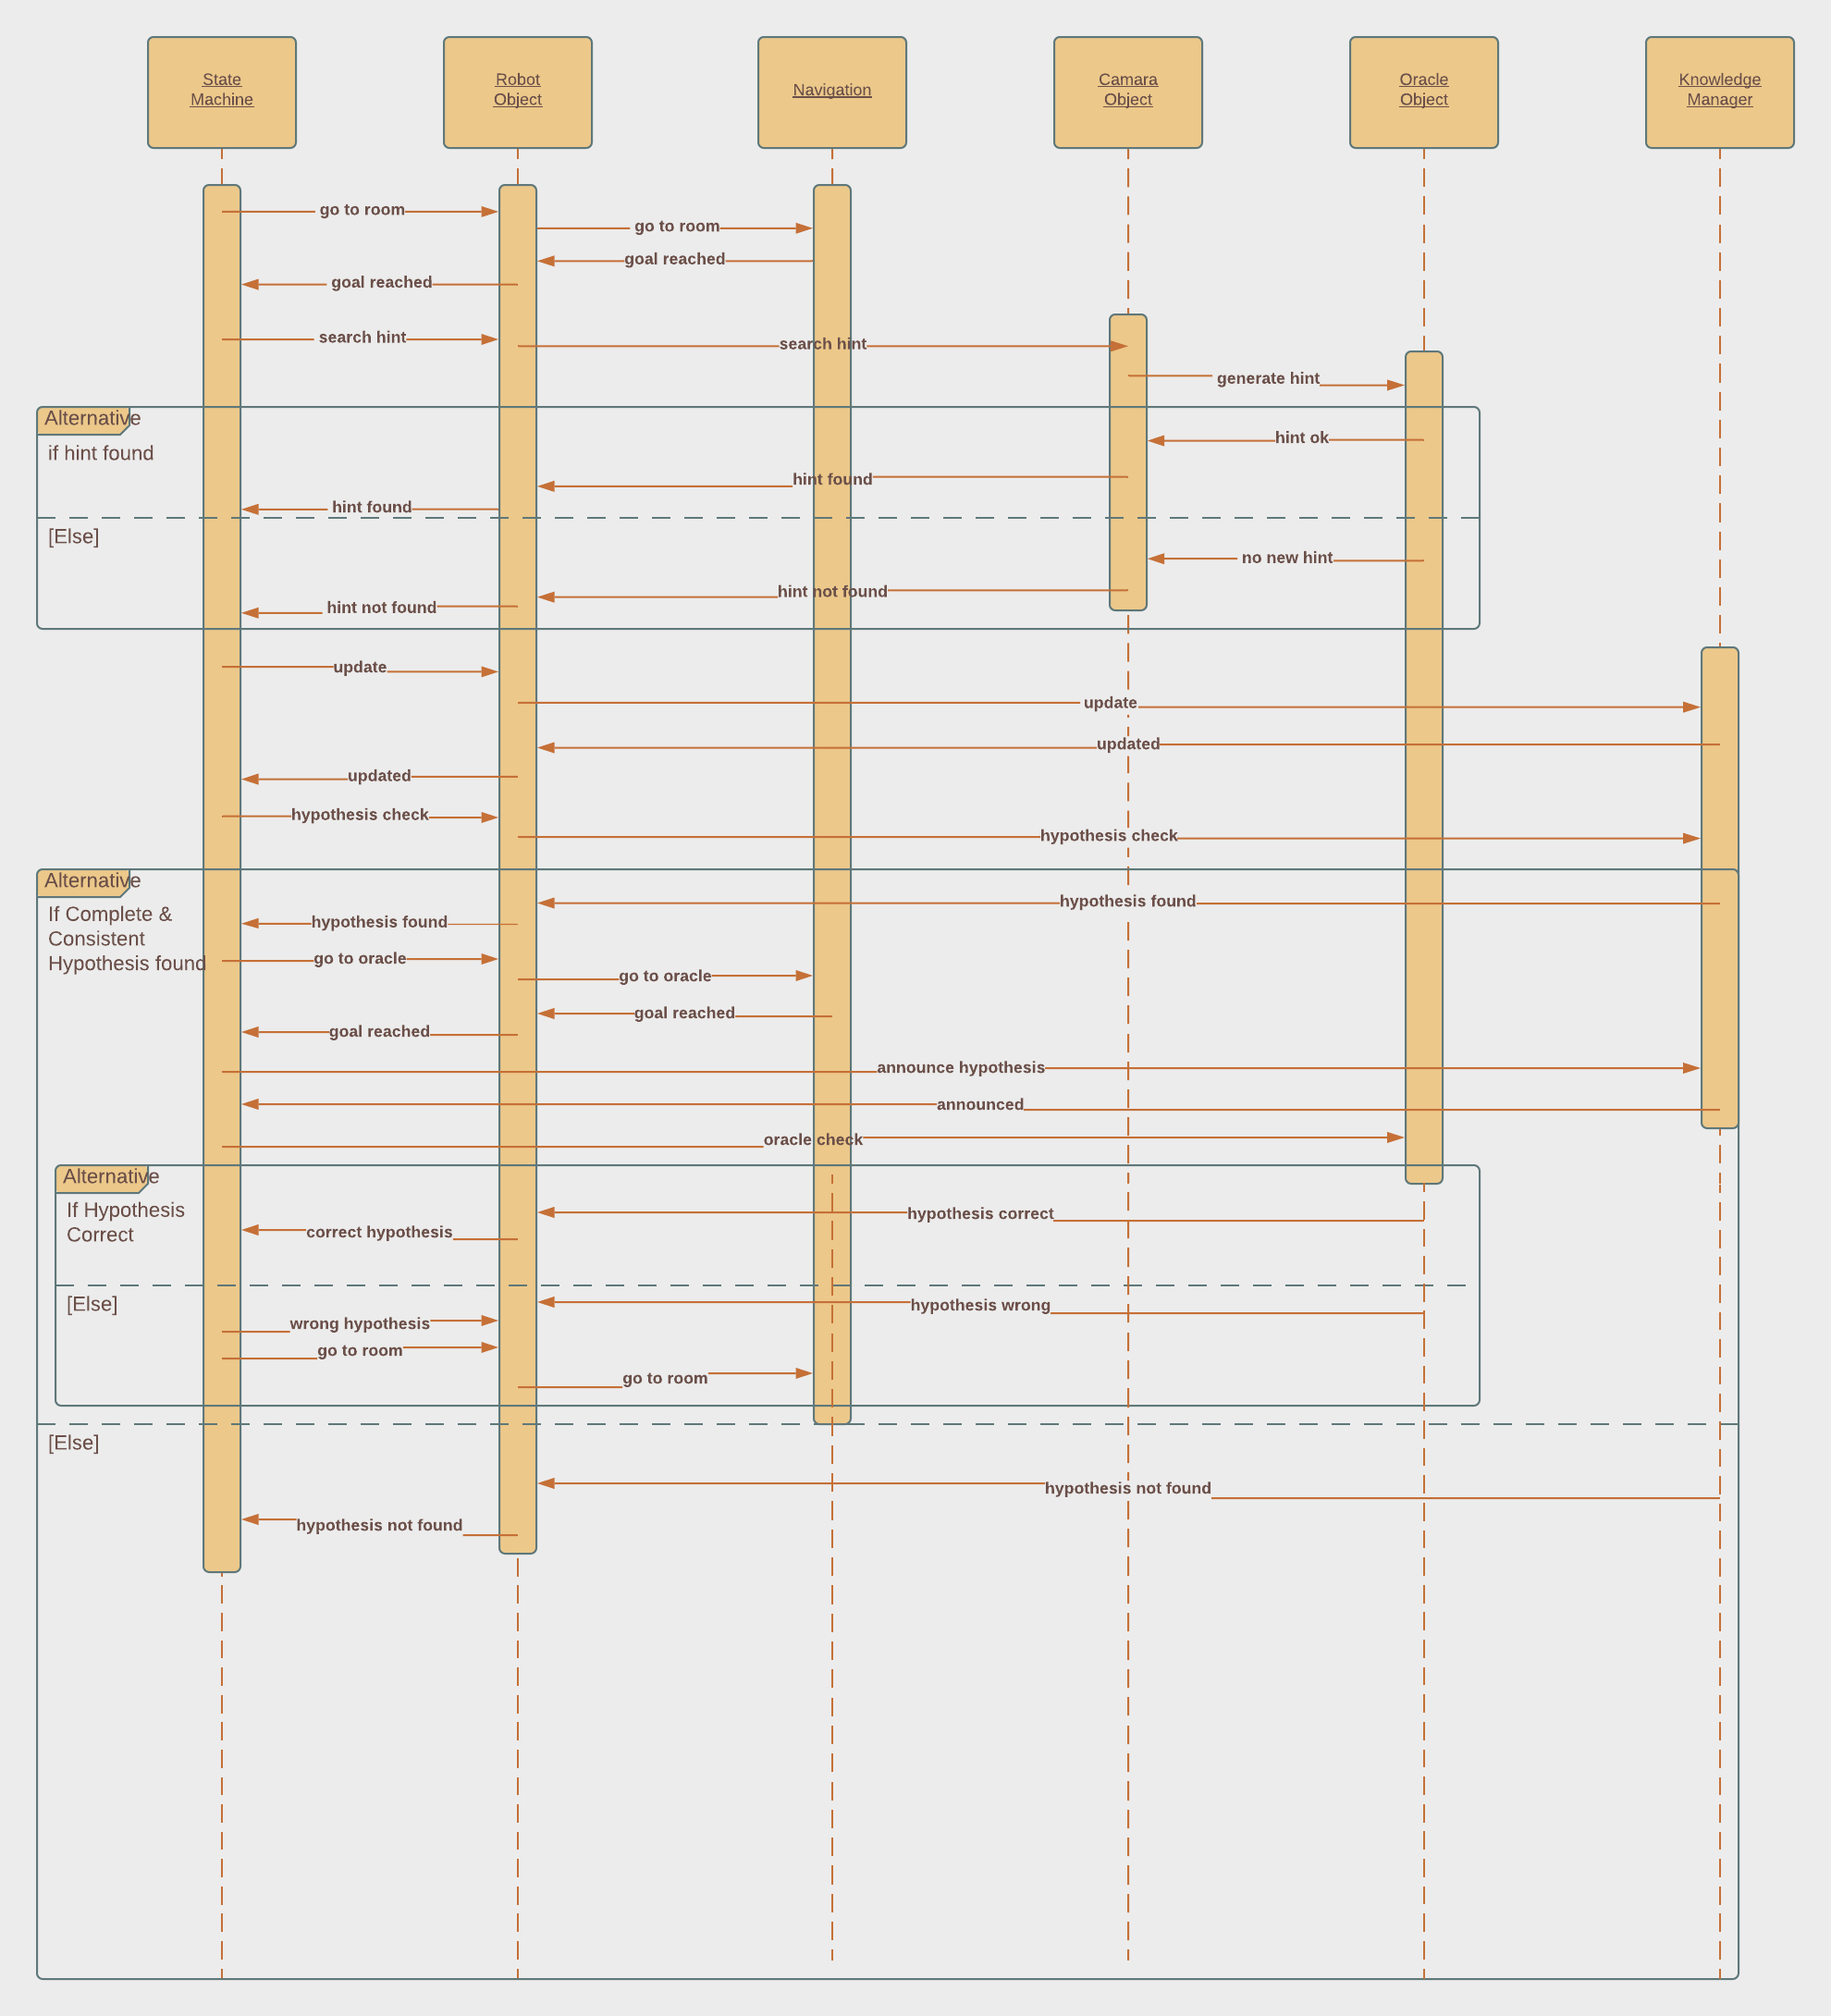 State
Machine
Robot
Object
Navigation
Camara
Object
Oracle
Object
Knowledge
Manager
go to room
go to room
goal reached
goal reached
search hint
search hint
generate hint
Alternative
if hint found
hint ok
hint found
hint found
[Else]
no new hint
hint not found
hint not found
update
update
updated
updated
hypothesis check
hypothesis check
Alternative
If Complete &
Consistent
Hypothesis found
hypothesis found
hypothesis found
go to oracle
go to oracle
goal reached
goal reached
announce hypothesis
announced
oracle check
Alternative
If Hypothesis
Correct
hypothesis correct
correct hypothesis
[Else]
hypothesis wrong
wrong hypothesis
go to room
go to room
[Else]
hypothesis not found
hypothesis not found